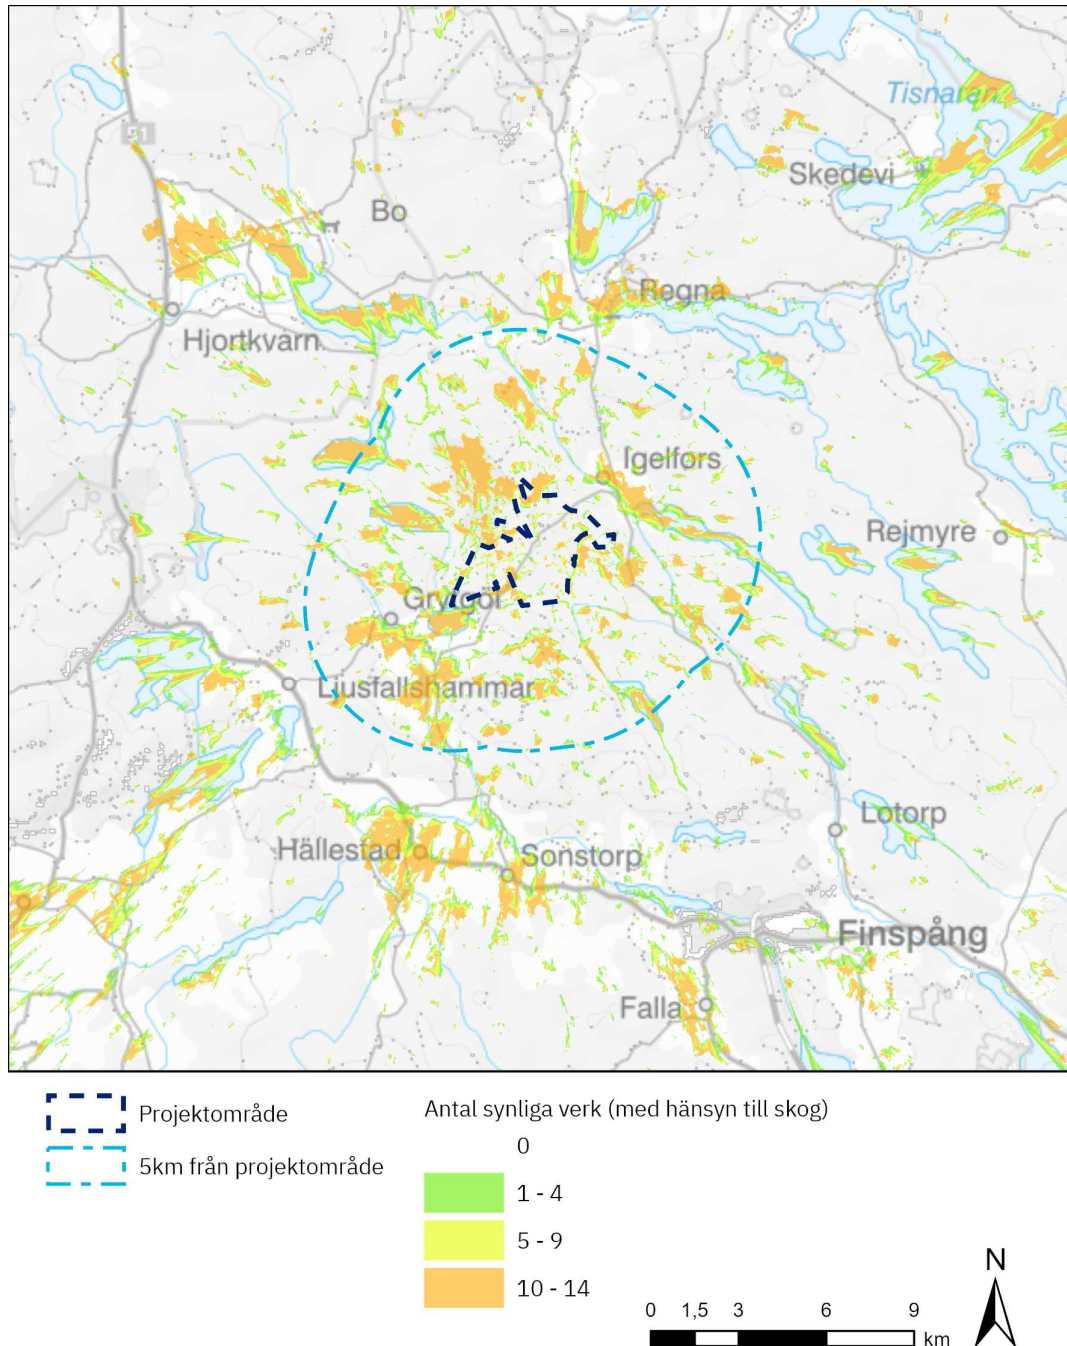 Tisnaren
51
Skedevi
Bo
Regna
Hjortkvarn
Igelfors
Rejmyre
Grytgöl
Ljusfallshammar
Lotorp
Hällestad
Sonstorp
Finspång
Falla
Projektområde
5km från projektområde
Antal synliga verk (med hänsyn till skog)
0
1 - 4
5 - 9
10 - 14
N
0 1,5 3 6 9
km